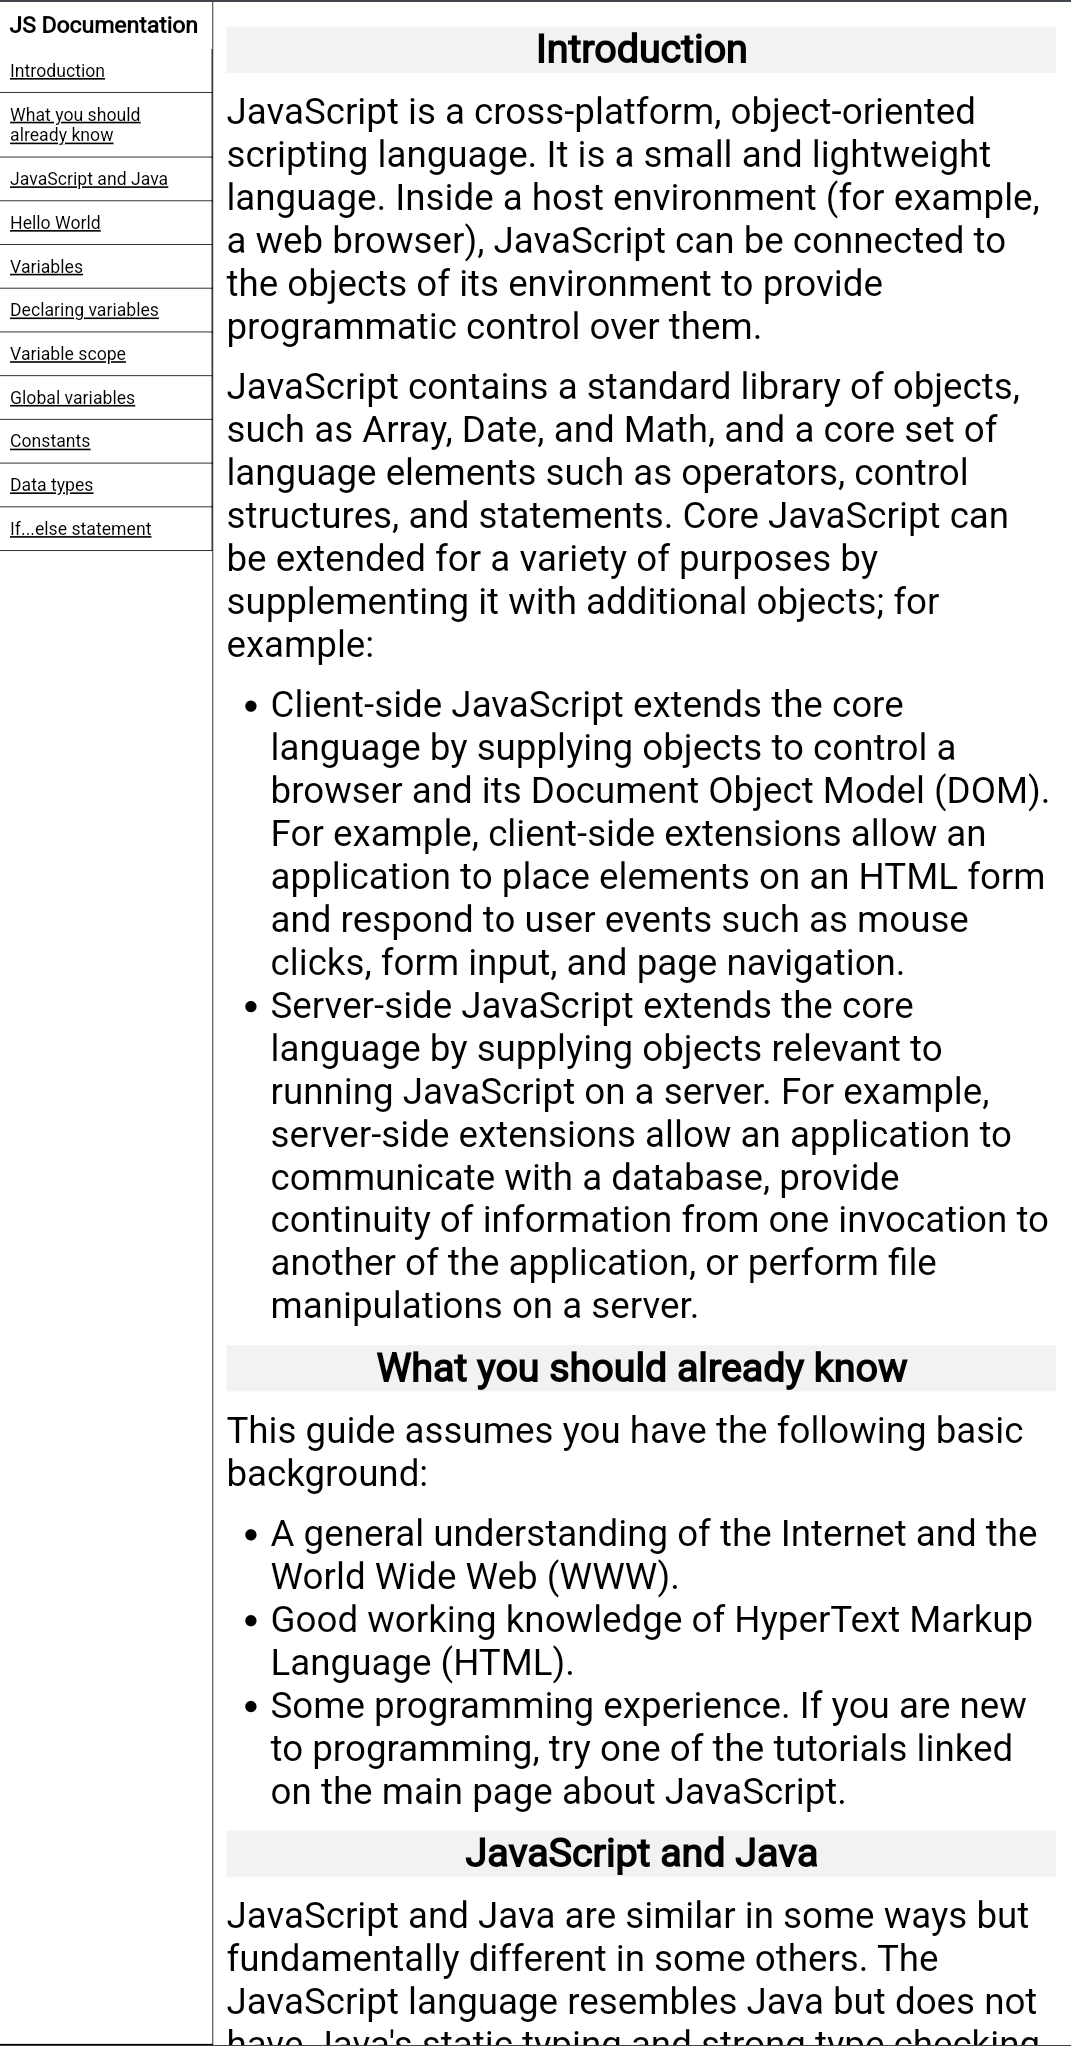 JS Documentation
Introduction
What you should
already know
JavaScript and Java
Hello World
Variables
Declaring variables
Variable scope
Global variables
Constants
Data types
If...else statement
Introduction
JavaScript is a cross-platform, object-oriented
scripting language. It is a small and lightweight
language. Inside a host environment (for example,
a web browser), JavaScript can be connected to
the objects of its environment to provide
programmatic control over them.
JavaScript contains a standard library of objects,
such as Array, Date, and Math, and a core set of
language elements such as operators, control
structures, and statements. Core JavaScript can
be extended for a variety of purposes by
supplementing it with additional objects; for
example:
• Client-side JavaScript extends the core
language by supplying objects to control a
browser and its Document Object Model (DOM).
For example, client-side extensions allow an
application to place elements on an HTML form
and respond to user events such as mouse
clicks, form input, and page navigation.
• Server-side JavaScript extends the core
language by supplying objects relevant to
running JavaScript on a server. For example,
server-side extensions allow an application to
communicate with a database, provide
continuity of information from one invocation to
another of the application, or perform file
manipulations on a server.
What you should already know
This guide assumes you have the following basic
background:
• A general understanding of the Internet and the
World Wide Web (WWW).
• Good working knowledge of HyperText Markup
Language (HTML).
• Some programming experience. If you are new
to programming, try one of the tutorials linked
on the main page about JavaScript.
JavaScript and Java
JavaScript and Java are similar in some ways but
fundamentally different in some others. The
JavaScript language resembles Java but does not
have Java's static typing and strong type checking